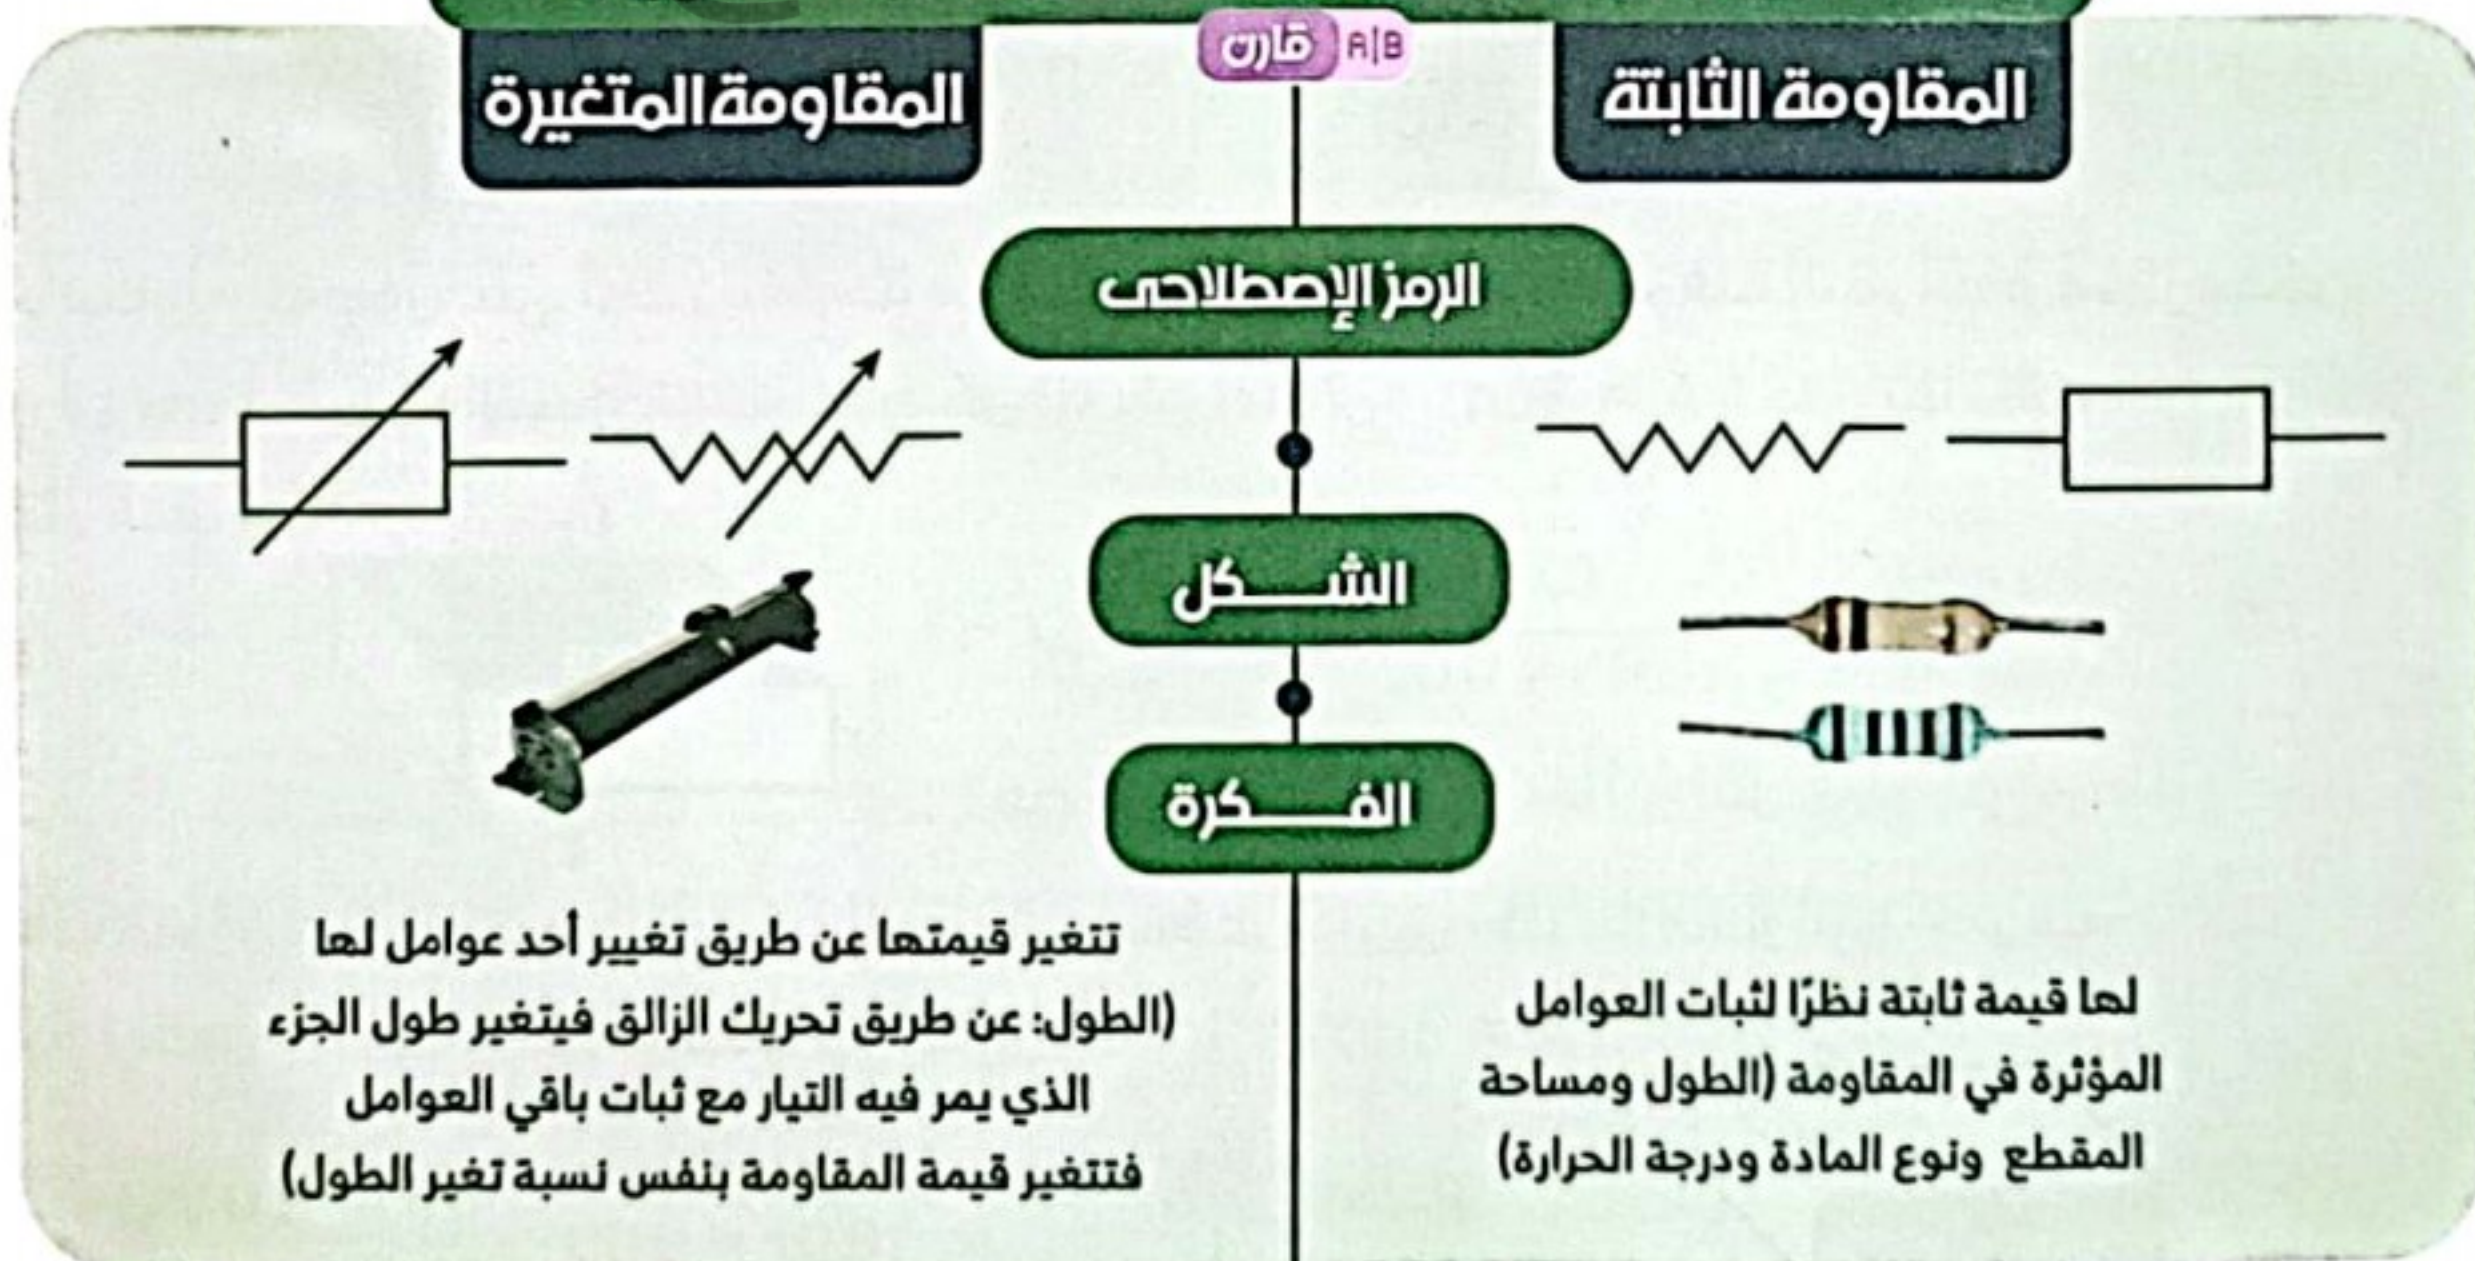 قارن A|B
المقاومة الثابتة
المقاومة المتغيرة
الرمز الإصطلاحى
الشــــكل
الفــــكرة
لها قيمة ثابتة نظرًا لثبات العوامل
المؤثرة في المقاومة (الطول ومساحة
المقطع ونوع المادة ودرجة الحرارة)
تتغير قيمتها عن طريق تغيير أحد عوامل لها
(الطول: عن طريق تحريك الزالق فيتغير طول الجزء
الذي يمر فيه التيار مع ثبات باقي العوامل
فتتغير قيمة المقاومة بنفس نسبة تغير الطول)